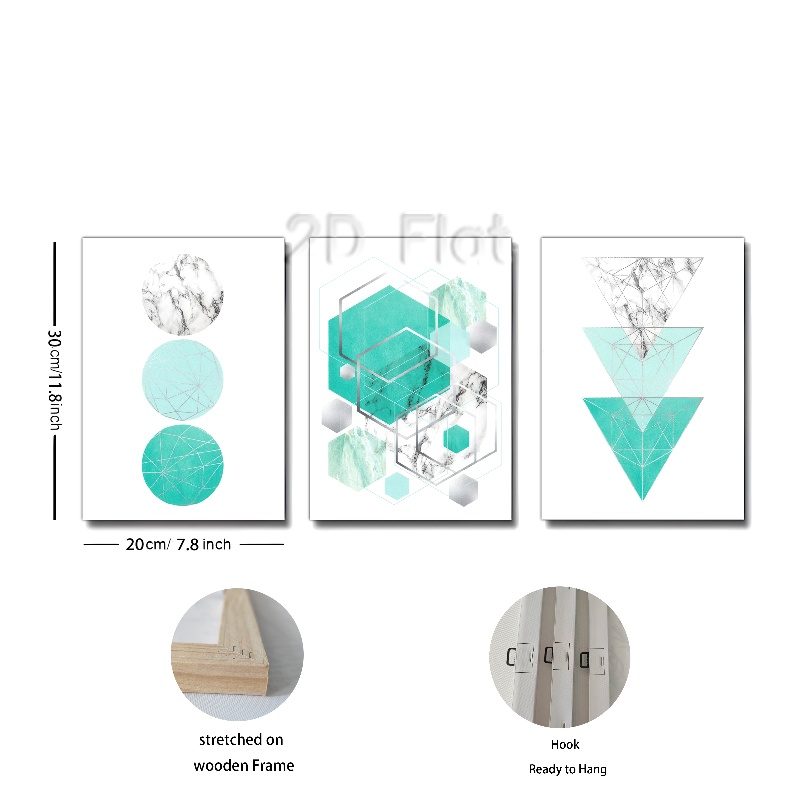 2D Flat
30cm/11.8inch
20cm/ 7.8 inch
stretched on
wooden Frame
Hook
Ready to Hang